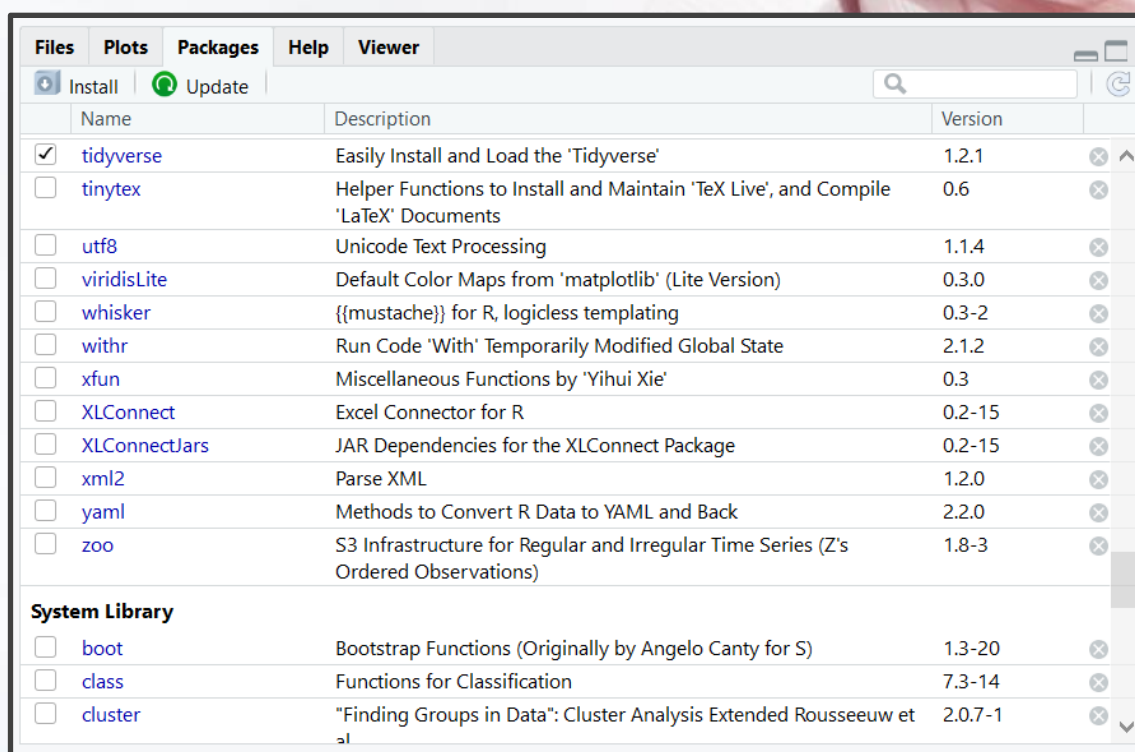 Files Plots Packages Help Viewer
Install Update
Name Description Version
tidyverse Easily Install and Load the 'Tidyverse' 1.2.1
tinytex Helper Functions to Install and Maintain 'TeX Live', and Compile 0.6
'LaTeX' Documents
utf8 Unicode Text Processing 1.1.4
viridisLite Default Color Maps from 'matplotlib' (Lite Version) 0.3.0
whisker {{mustache}} for R, logicless templating 0.3-2
withr Run Code 'With' Temporarily Modified Global State 2.1.2
xfun Miscellaneous Functions by 'Yihui Xie' 0.3
XLConnect Excel Connector for R 0.2-15
XLConnectJars JAR Dependencies for the XLConnect Package 0.2-15
xml2 Parse XML 1.2.0
yaml Methods to Convert R Data to YAML and Back 2.2.0
zoo S3 Infrastructure for Regular and Irregular Time Series (Z's 1.8-3
Ordered Observations)
System Library
boot Bootstrap Functions (Originally by Angelo Canty for S) 1.3-20
class Functions for Classification 7.3-14
cluster "Finding Groups in Data": Cluster Analysis Extended Rousseeuw et 2.0.7-1
al